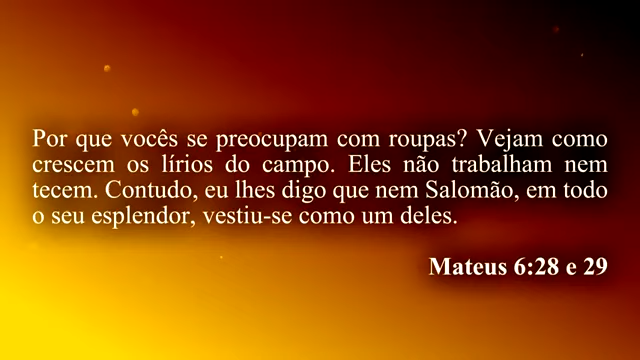 Por que vocês se preocupam com roupas? Vejam como
crescem os lírios do campo. Eles não trabalham nem
tecem. Contudo, eu lhes digo que nem Salomão, em todo
o seu esplendor, vestiu-se como um deles.
Mateus 6:28 e 29